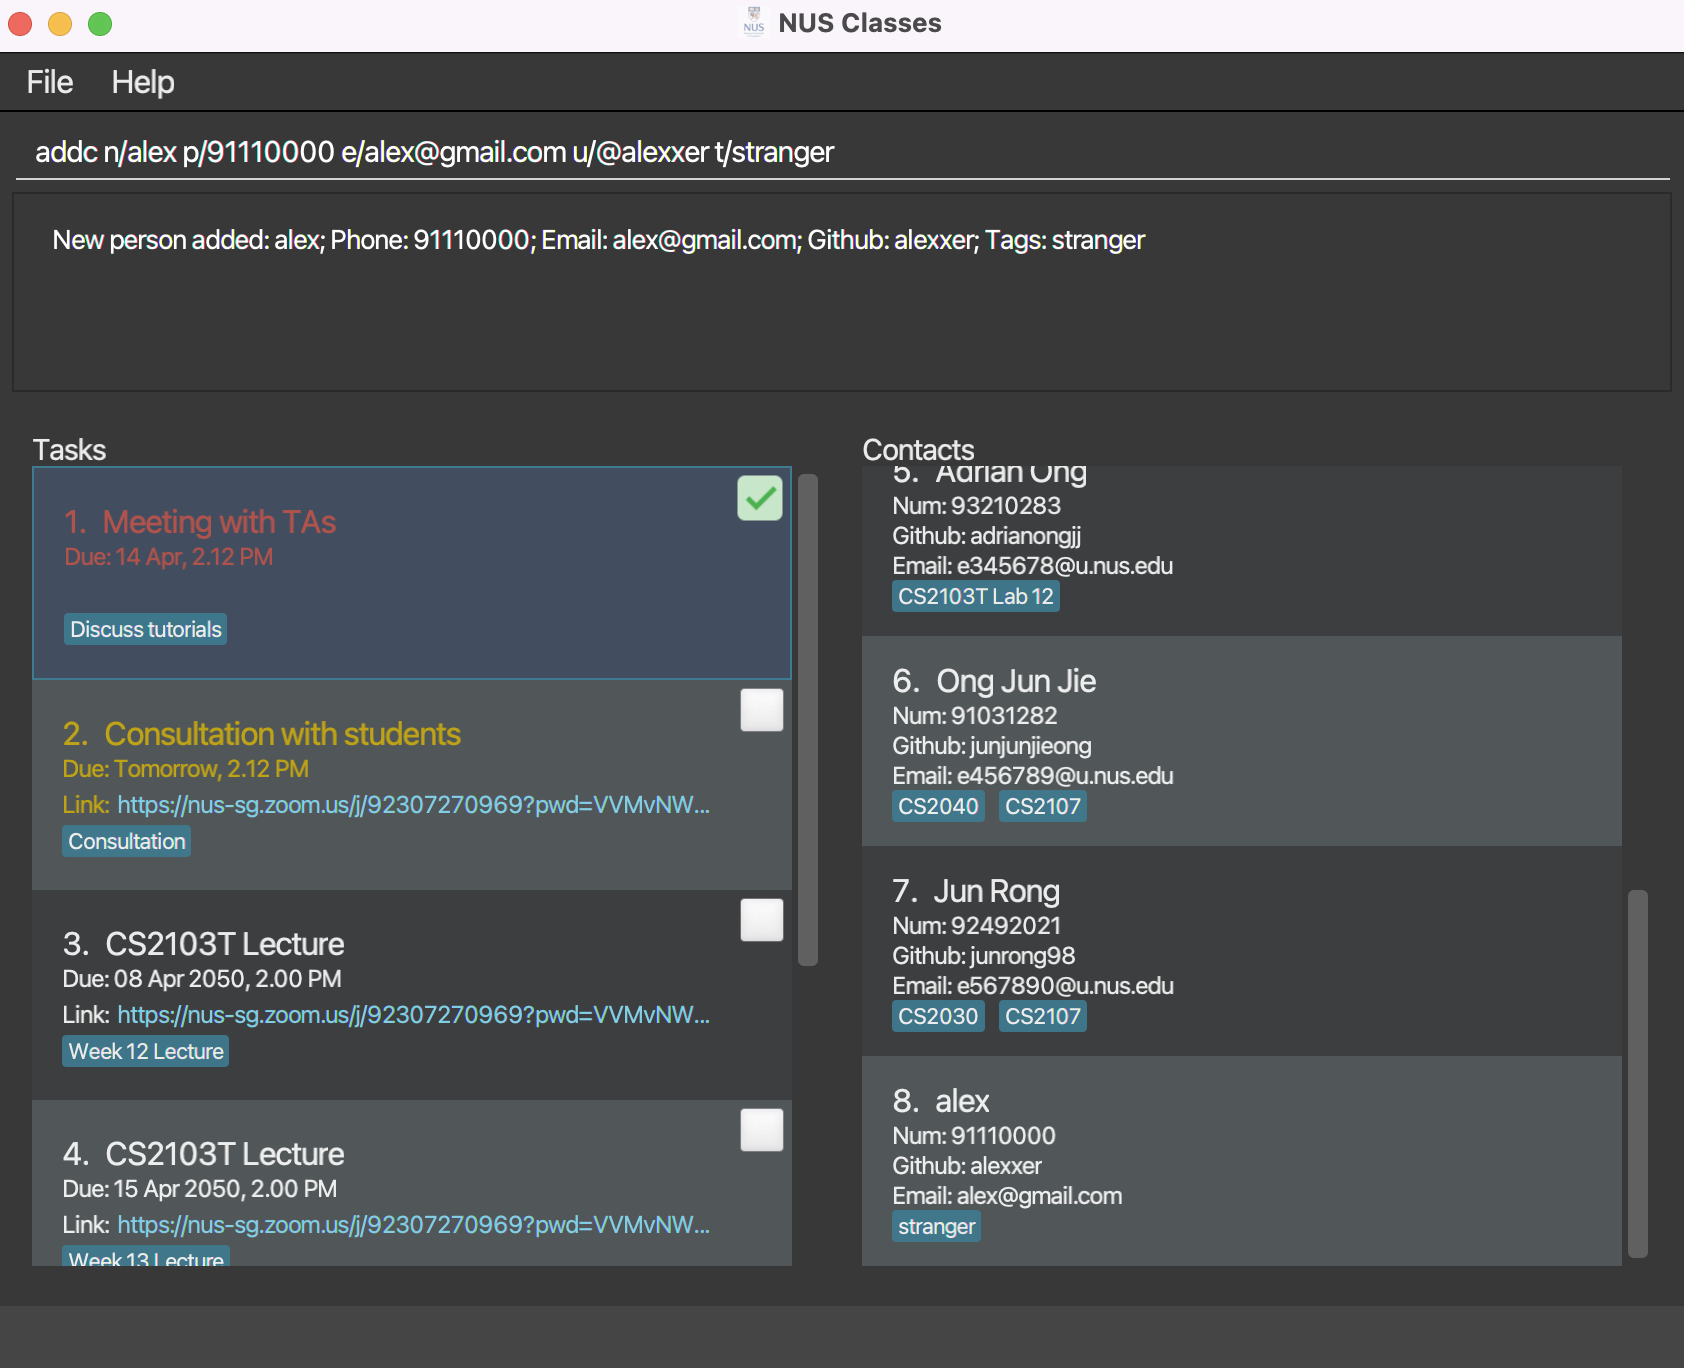 NUS
NUS Classes
File Help
addc n/alex p/91110000 e/alex@gmail.com u/@alexxer t/stranger
New person added: alex; Phone: 91110000; Email: alex@gmail.com; Github: alexxer; Tags: stranger
Tasks
1. Meeting with TAs
Due: 14 Apr, 2.12 PM
Discuss tutorials
2. Consultation with students
Due: Tomorrow, 2.12 PM
Link: https://nus-sg.zoom.us/j/92307270969?pwd=VVMvNW...
Consultation
3. CS2103T Lecture
Due: 08 Apr 2050, 2.00 PM
Link: https://nus-sg.zoom.us/j/92307270969?pwd=VVMvNW...
Week 12 Lecture
4. CS2103T Lecture
Due: 15 Apr 2050, 2.00 PM
Link: https://nus-sg.zoom.us/j/92307270969?pwd=VVMvNW...
Week 13 Lecture
Contacts
5. Adrian Ong
Num: 93210283
Github: adrianongjj
Email: e345678@u.nus.edu
CS2103T Lab 12
6. Ong Jun Jie
Num: 91031282
Github: junjunjieong
Email: e456789@u.nus.edu
CS2040 CS2107
7. Jun Rong
Num: 92492021
Github: junrong98
Email: e567890@u.nus.edu
CS2030 CS2107
8. alex
Num: 91110000
Github: alexxer
Email: alex@gmail.com
stranger